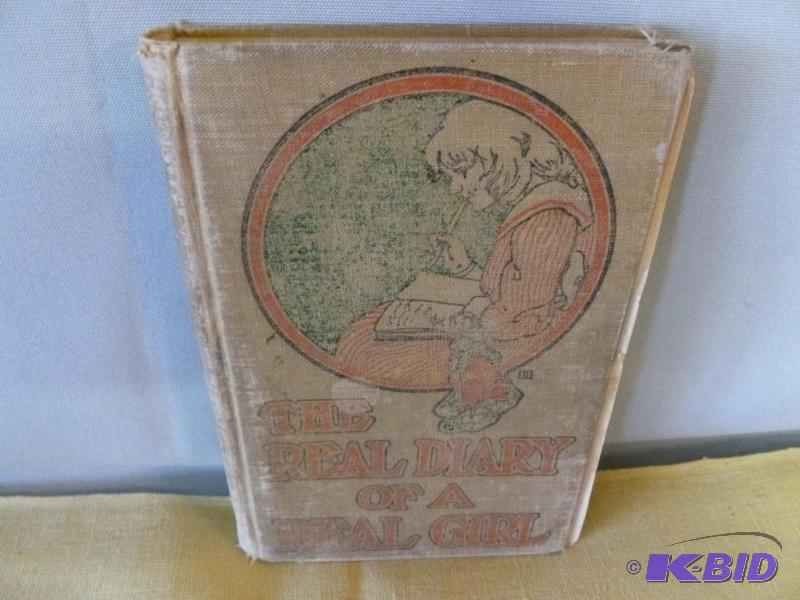 THE
REAL DIARY
OF A
REAL GIRL
© K-BID